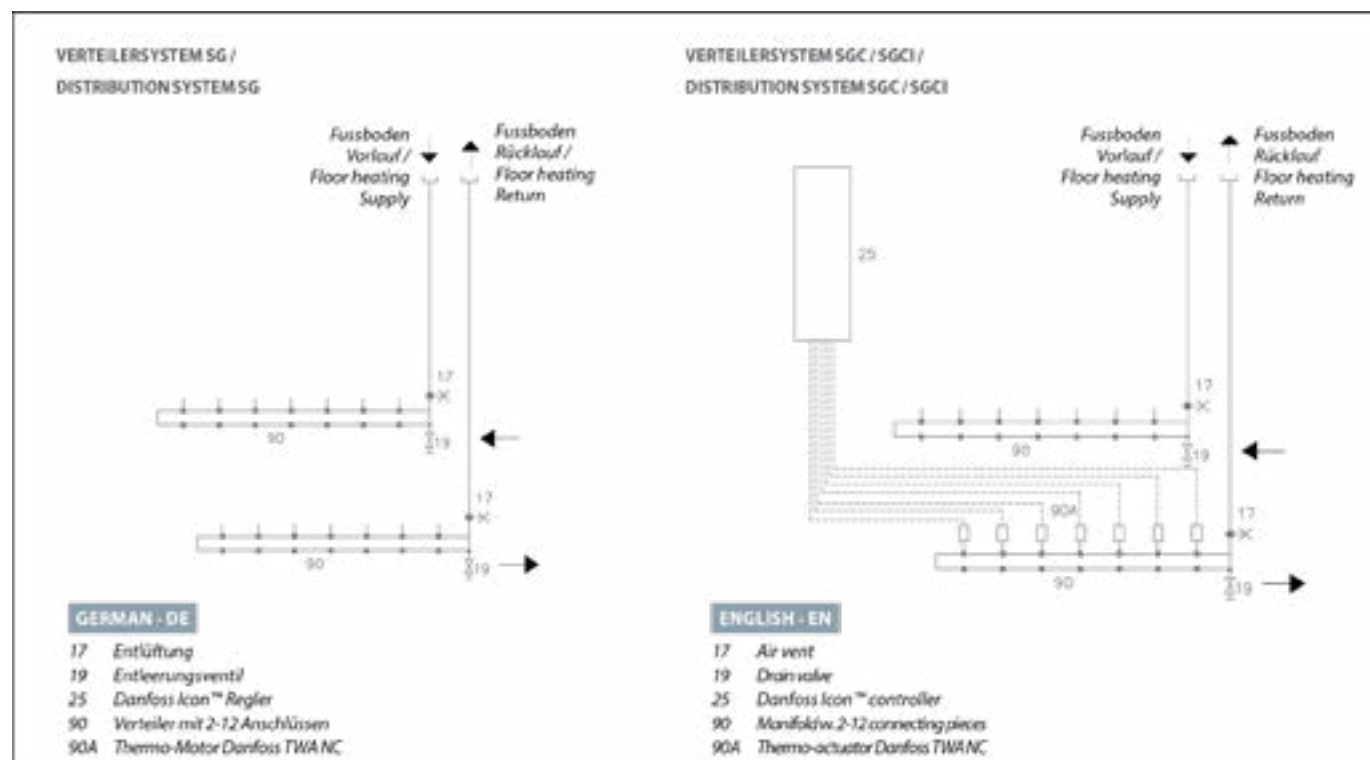 VERTEILERSYSTEM SG /
DISTRIBUTION SYSTEM SG
Fussboden
Vorlauf /
Floor heating
Supply
Fussboden
Rücklauf /
Floor heating
Return
17
90
19
17
90
19
VERTEILERSYSTEM SGC / SGCI /
DISTRIBUTION SYSTEM SGC / SGCI
Fussboden
Vorlauf /
Floor heating
Supply
Fussboden
Rücklauf
Floor heating
Return
25
17
90
19
90A
17
90
19
GERMAN - DE
17 Entlüftung
19 Entleerungsventil
25 Danfoss Icon™ Regler
90 Verteiler mit 2-12 Anschlüssen
90A Thermo-Motor Danfoss TWA NC
ENGLISH - EN
17 Air vent
19 Drain valve
25 Danfoss Icon™ controller
90 Manifold w. 2-12 connecting pieces
90A Thermo-actuator Danfoss TWA NC